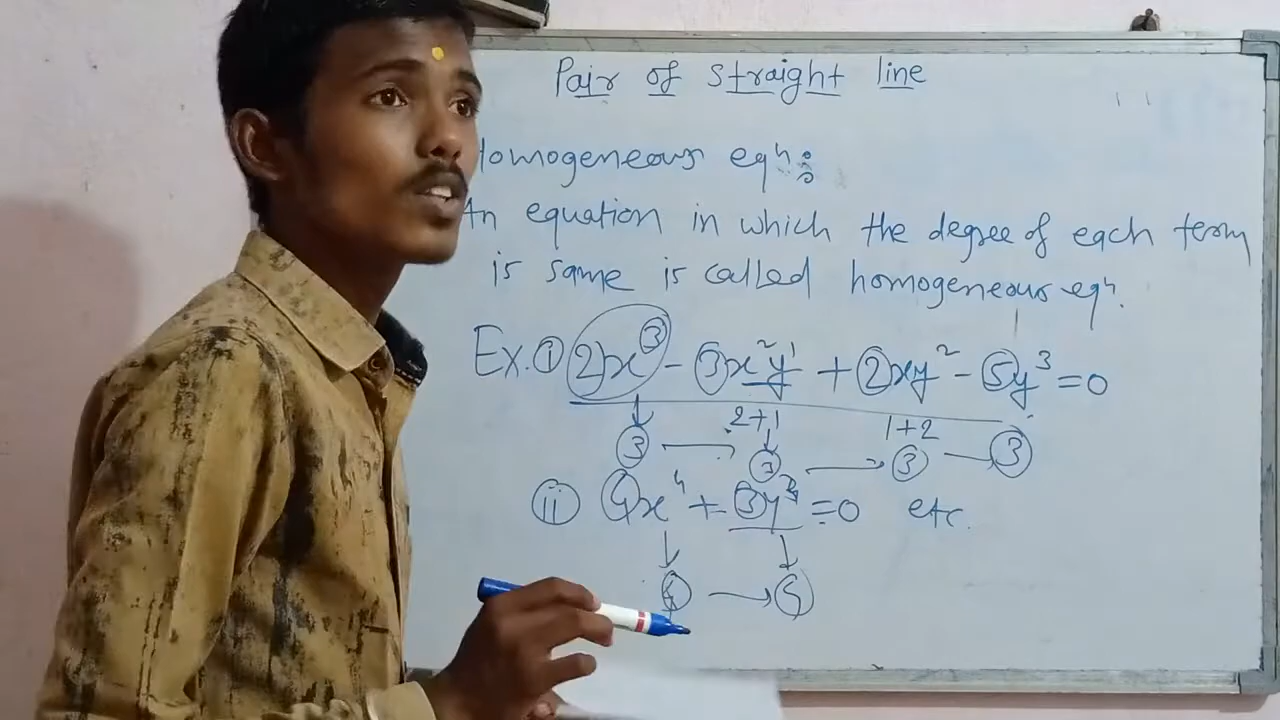 Pair of straight line
Homogeneous eqⁿ:
An equation in which the degree of each term
is same is called homogeneous eqⁿ.
Ex. ① 2x³ - 3x²y¹ + 2xy² - 5y³ = 0
2+1 1+2
③ → ③ → ③ → ③
ⅱ 4x⁴ + 3y = 0 etc.
4 → 4